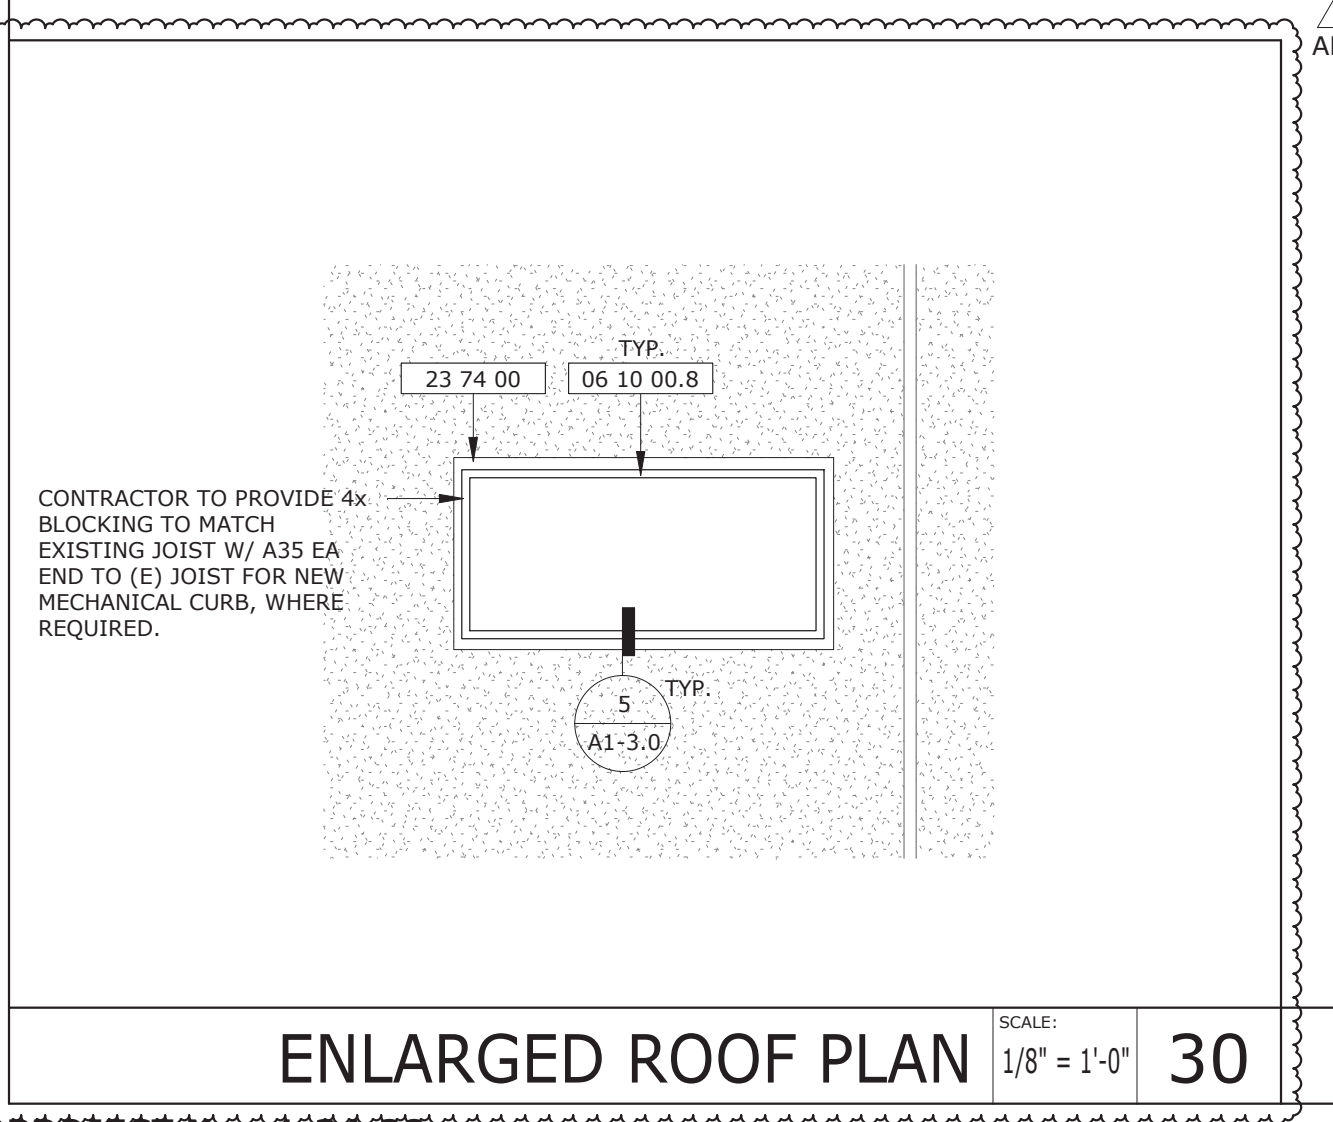 TYP.
23 74 00
06 10 00.8
CONTRACTOR TO PROVIDE 4x
BLOCKING TO MATCH
EXISTING JOIST W/ A35 EA
END TO (E) JOIST FOR NEW
MECHANICAL CURB, WHERE
REQUIRED.
TYP.
5
A1-3.0
ENLARGED ROOF PLAN
SCALE:
1/8" = 1'-0"
30